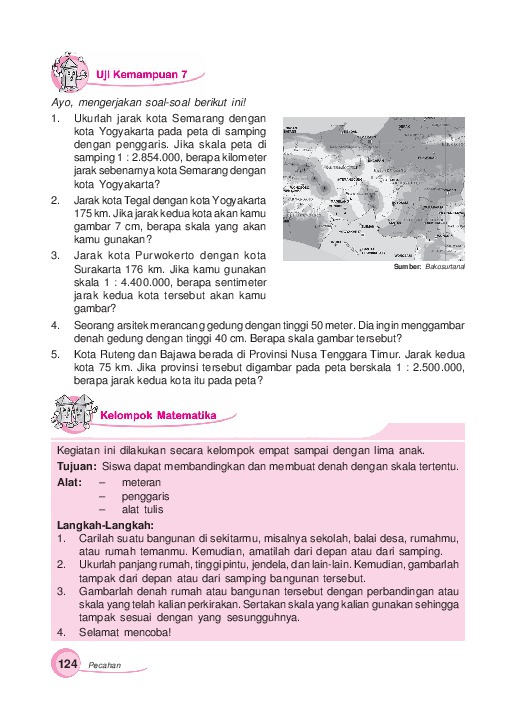 Uji Kemampuan 7
Ayo, mengerjakan soal-soal berikut ini!
1. Ukurlah jarak kota Semarang dengan
kota Yogyakarta pada peta di samping
dengan penggaris. Jika skala peta di
samping 1 : 2.854.000, berapa kilometer
jarak sebenarnya kota Semarang dengan
kota Yogyakarta?
2. Jarak kota Tegal dengan kota Yogyakarta
175 km. Jika jarak kedua kota akan kamu
gambar 7 cm, berapa skala yang akan
kamu gunakan?
3. Jarak kota Purwokerto dengan kota
Surakarta 176 km. Jika kamu gunakan
skala 1 : 4.400.000, berapa sentimeter
jarak kedua kota tersebut akan kamu
gambar?
Sumber: Bakosurtanal
4. Seorang arsitek merancang gedung dengan tinggi 50 meter. Dia ingin menggambar
denah gedung dengan tinggi 40 cm. Berapa skala gambar tersebut?
5. Kota Ruteng dan Bajawa berada di Provinsi Nusa Tenggara Timur. Jarak kedua
kota 75 km. Jika provinsi tersebut digambar pada peta berskala 1 : 2.500.000,
berapa jarak kedua kota itu pada peta?
Kelompok Matematika
Kegiatan ini dilakukan secara kelompok empat sampai dengan lima anak.
Tujuan: Siswa dapat membandingkan dan membuat denah dengan skala tertentu.
Alat: – meteran
– penggaris
– alat tulis
Langkah-Langkah:
1. Carilah suatu bangunan di sekitarmu, misalnya sekolah, balai desa, rumahmu,
atau rumah temanmu. Kemudian, amatilah dari depan atau dari samping.
2. Ukurlah panjang rumah, tinggi pintu, jendela, dan lain-lain. Kemudian, gambarlah
tampak dari depan atau dari samping bangunan tersebut.
3. Gambarlah denah rumah atau bangunan tersebut dengan perbandingan atau
skala yang telah kalian perkirakan. Sertakan skala yang kalian gunakan sehingga
tampak sesuai dengan yang sesungguhnya.
4. Selamat mencoba!
124 Pecahan